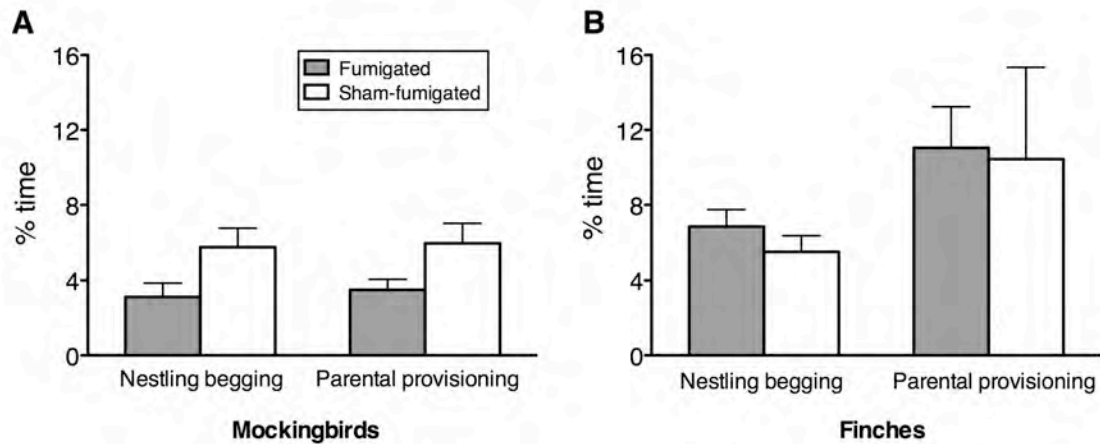 A
16
12
8
4
0
% time
Fumigated
Sham-fumigated
Nestling begging
Parental provisioning
Mockingbirds
B
16
12
8
4
0
% time
Nestling begging
Parental provisioning
Finches